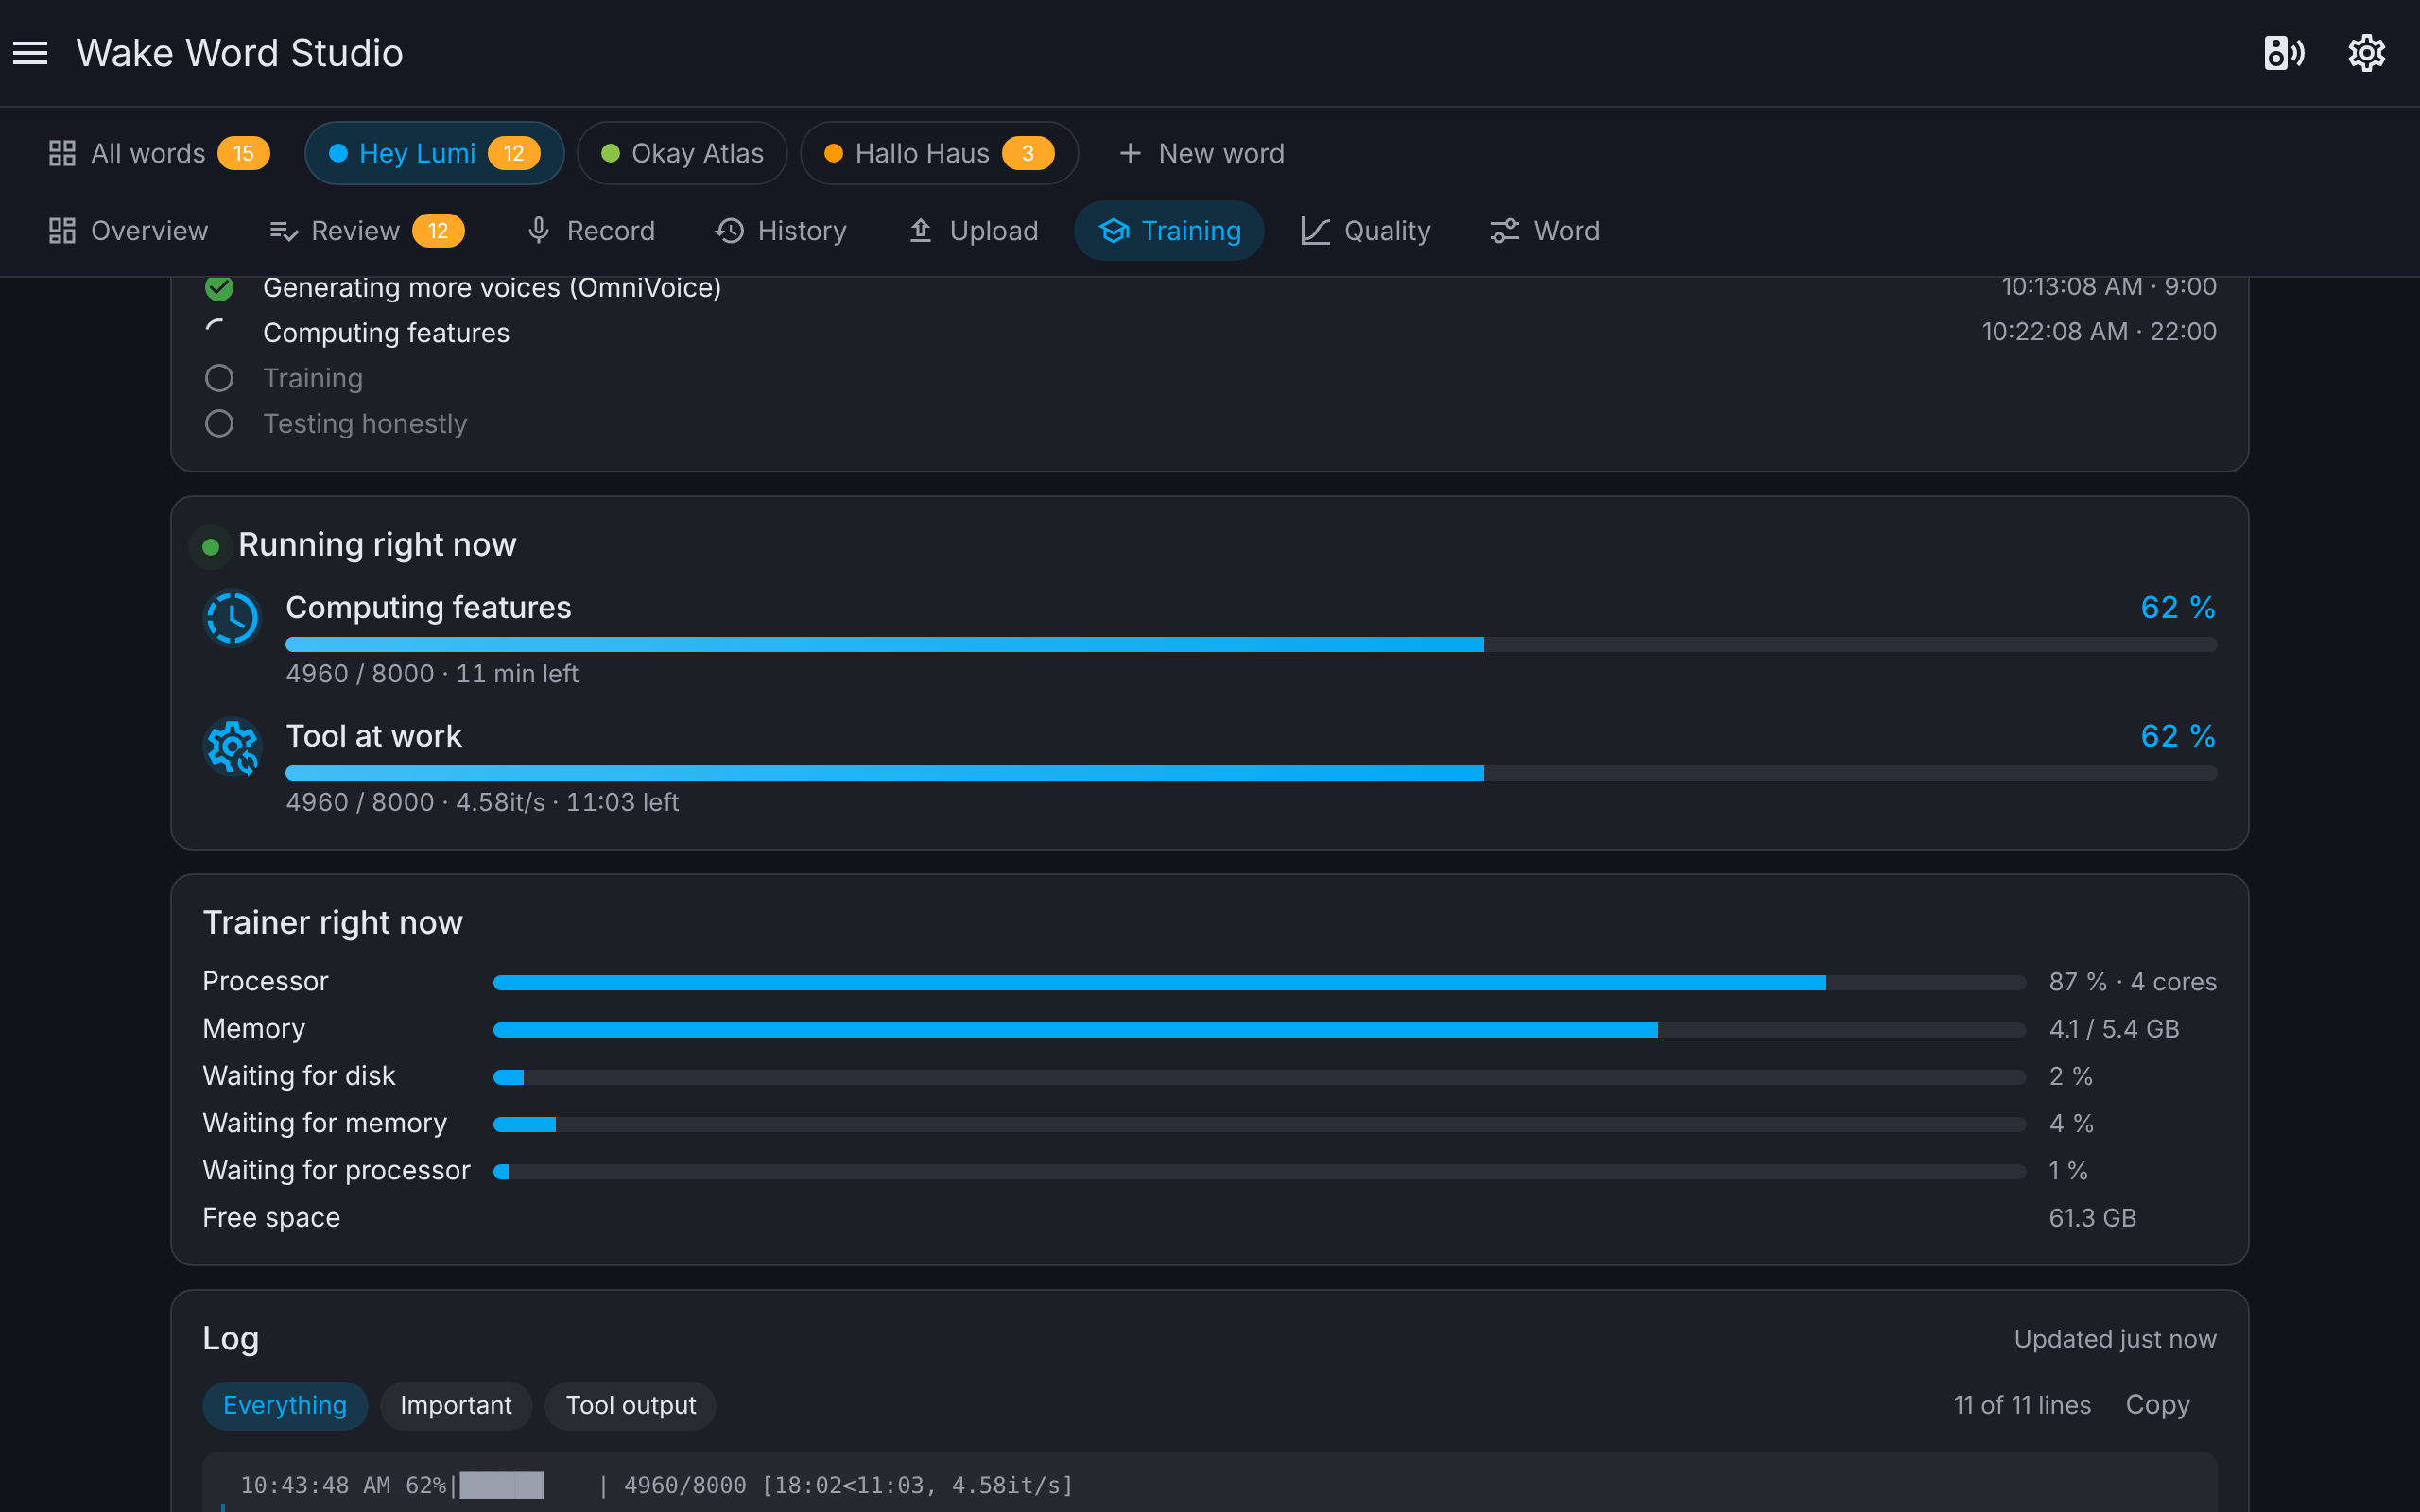 Wake Word Studio
All words 15 Hey Lumi 12 Okay Atlas Hallo Haus 3 + New word
Overview Review 12 Record History Upload Training Quality Word
Generating more voices (OmniVoice) 10:13:08 AM · 9:00
Computing features 10:22:08 AM · 22:00
Training
Testing honestly
Running right now
Computing features 62 %
4960 / 8000 · 11 min left
Tool at work 62 %
4960 / 8000 · 4.58it/s · 11:03 left
Trainer right now
Processor 87 % · 4 cores
Memory 4.1 / 5.4 GB
Waiting for disk 2 %
Waiting for memory 4 %
Waiting for processor 1 %
Free space 61.3 GB
Log Updated just now
Everything Important Tool output 11 of 11 lines Copy
10:43:48 AM 62%|██████    | 4960/8000 [18:02<11:03, 4.58it/s]